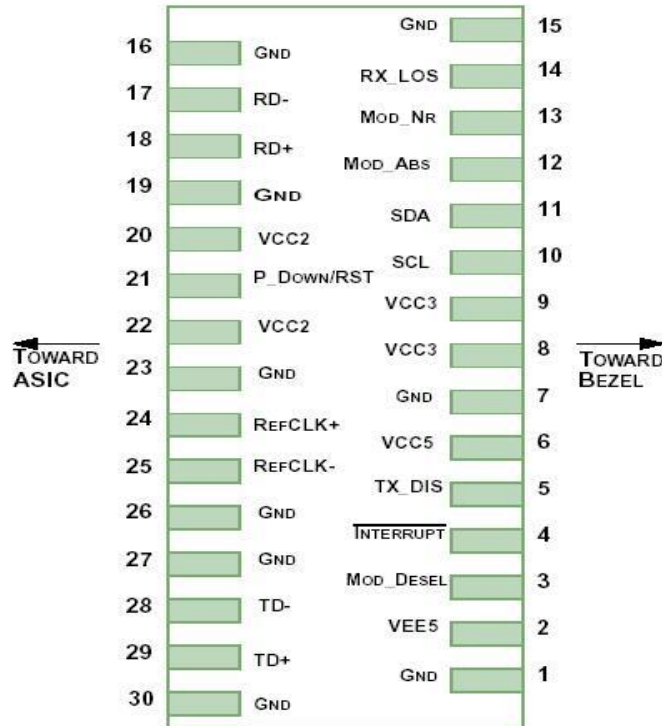 16 GND
17 RD-
18 RD+
19 GND
20 VCC2
21 P_DOWN/RST
22 VCC2
23 GND
24 REFCLK+
25 REFCLK-
26 GND
27 GND
28 TD-
29 TD+
30 GND
TOWARD
ASIC
GND 15
RX_LOS 14
MOD_NR 13
MOD_ABS 12
SDA 11
SCL 10
VCC3 9
VCC3 8
GND 7
VCC5 6
TX_DIS 5
INTERRUPT 4
MOD_DESEL 3
VEE5 2
GND 1
TOWARD
BEZEL